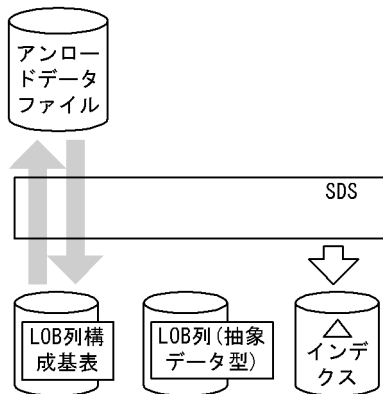 アンロー
ドデータ
ファイル
SDS
LOB列構
成基表
LOB列(抽象
データ型)
インデ
クス